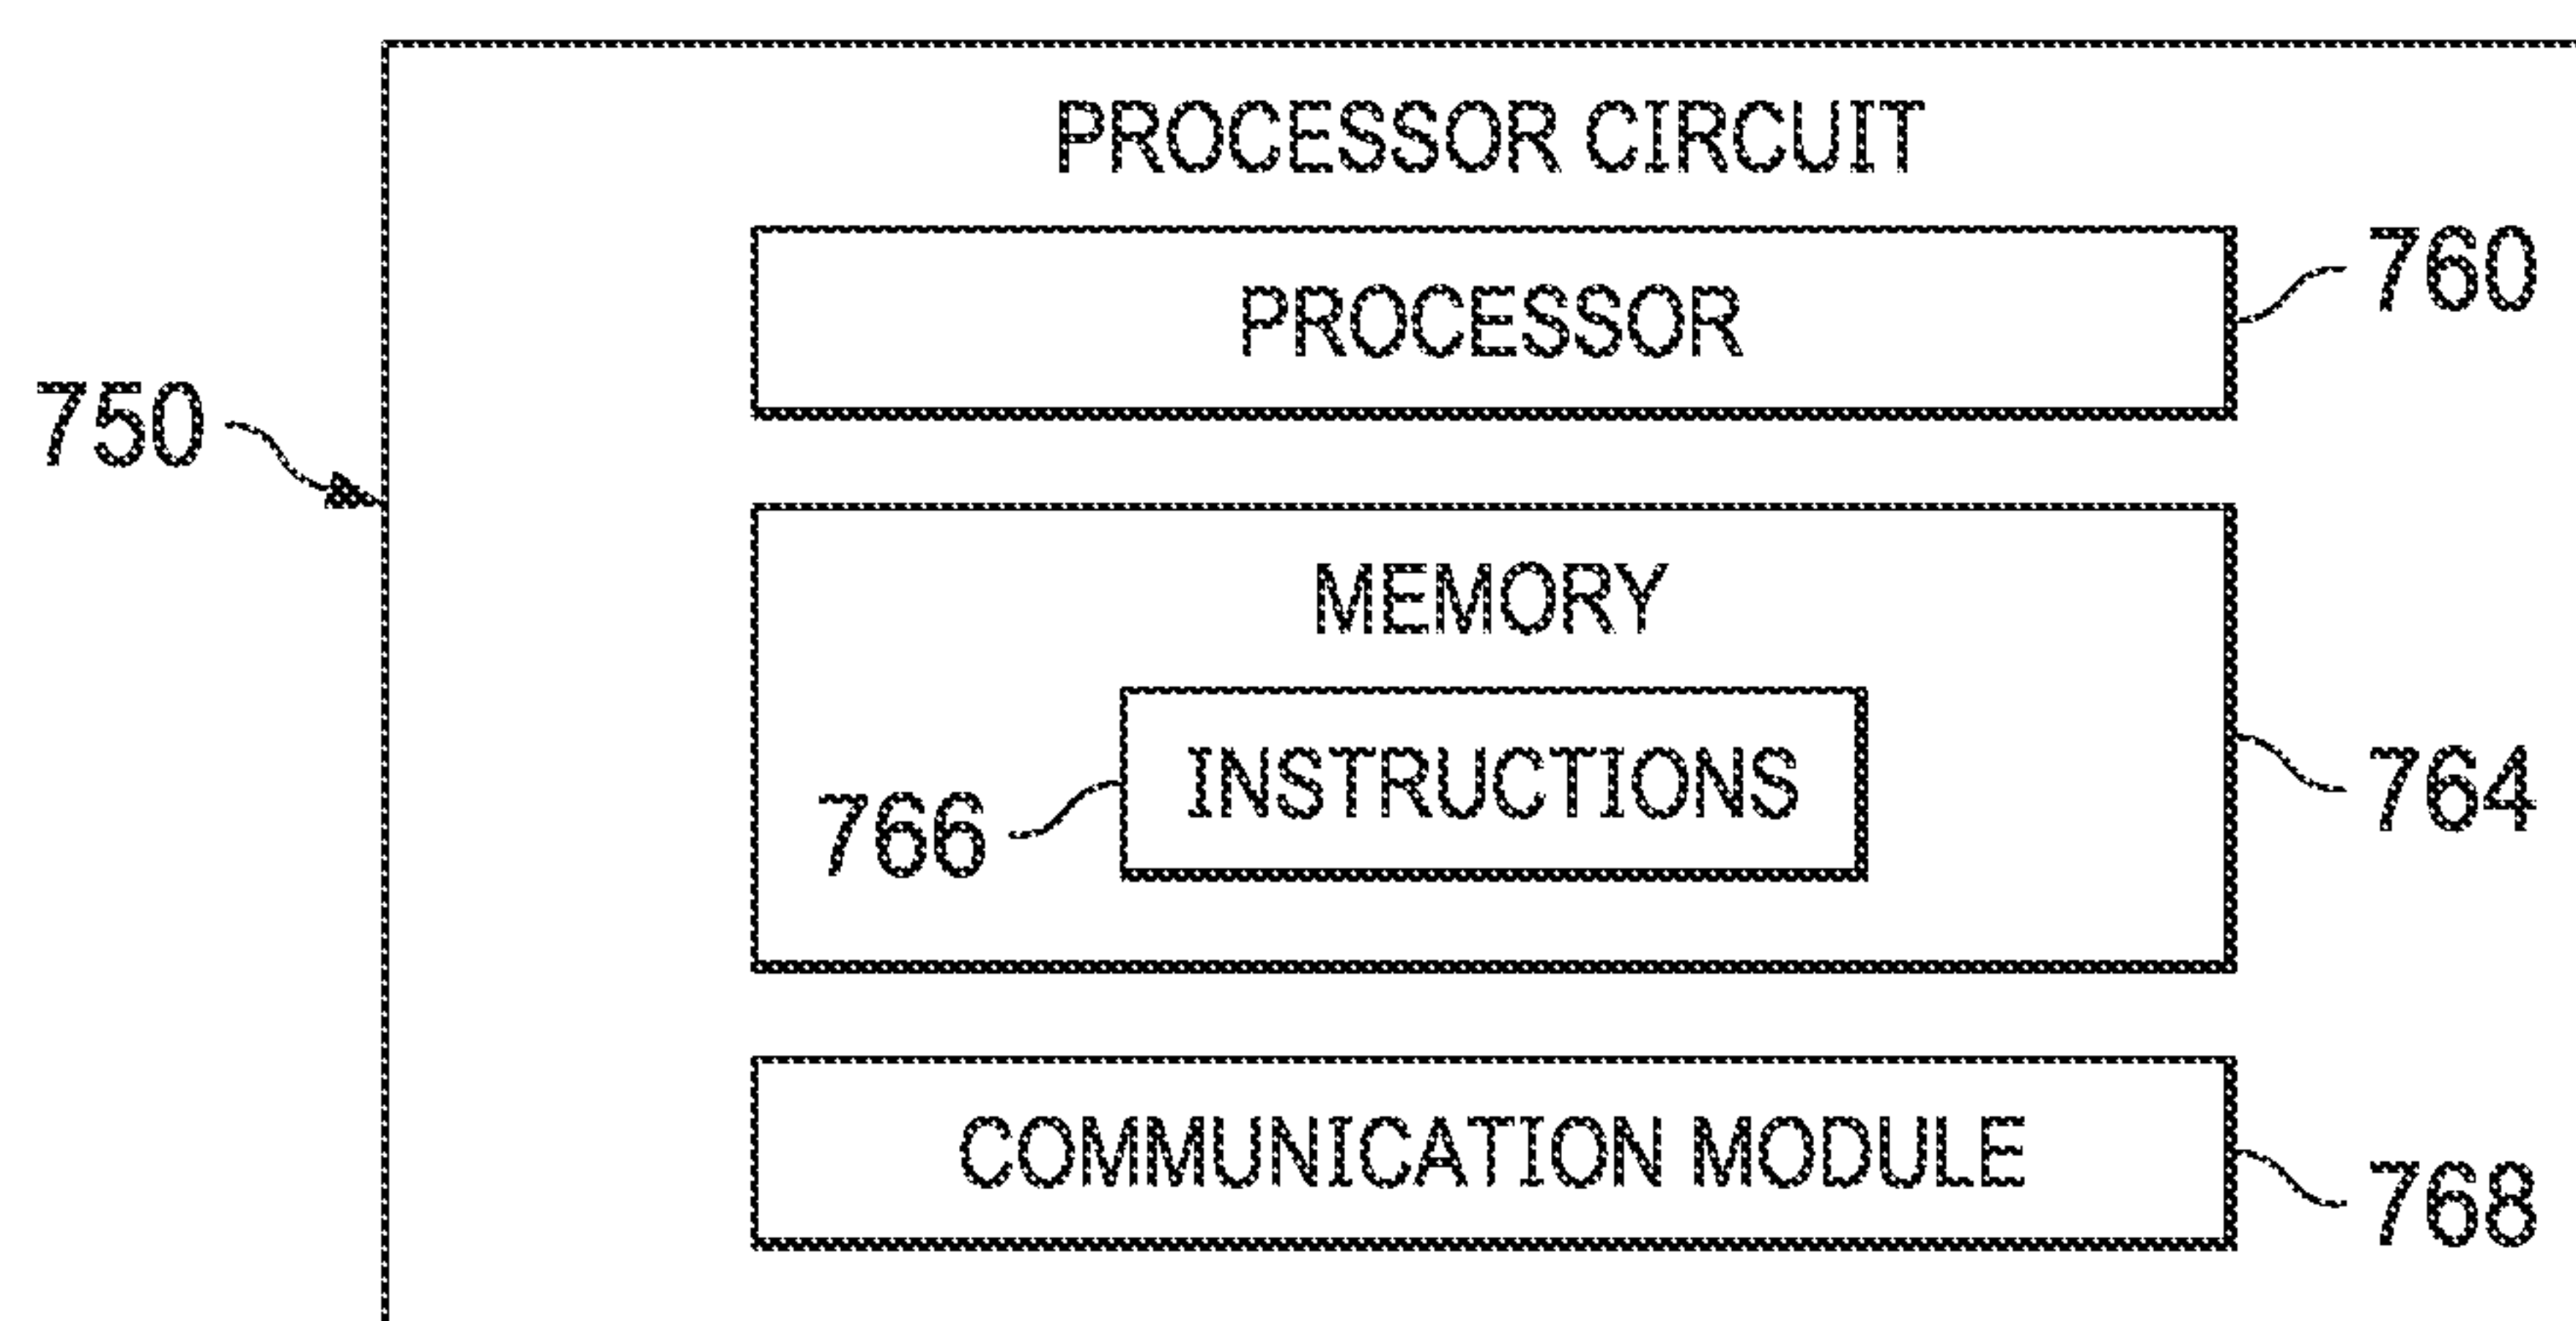 PROCESSOR CIRCUIT
PROCESSOR
760
750
MEMORY
INSTRUCTIONS
766
764
COMMUNICATION MODULE
768